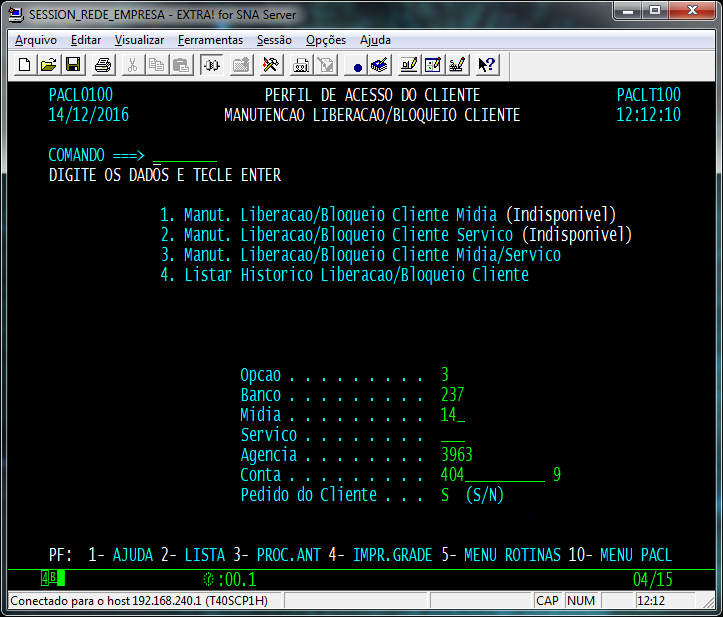 SESSION_REDE_EMPRESA - EXTRA! for SNA Server
Arquivo Editar Visualizar Ferramentas Sessão Opções Ajuda
PACL0100 PERFIL DE ACESSO DO CLIENTE PACLT100
14/12/2016 MANUTENCAO LIBERACAO/BLOQUEIO CLIENTE 12:12:10
COMANDO ===> ________
DIGITE OS DADOS E TECLE ENTER
1. Manut. Liberacao/Bloqueio Cliente Midia (Indisponivel)
2. Manut. Liberacao/Bloqueio Cliente Servico (Indisponivel)
3. Manut. Liberacao/Bloqueio Cliente Midia/Servico
4. Listar Historico Liberacao/Bloqueio Cliente
Opcao . . . . . . . . . 3
Banco . . . . . . . . . 237
Midia . . . . . . . . . 14_
Servico . . . . . . . . ___
Agencia . . . . . . . . 3963
Conta . . . . . . . . . 404__________ 9
Pedido do Cliente . . . S (S/N)
PF: 1- AJUDA 2- LISTA 3- PROC.ANT 4- IMPR.GRADE 5- MENU ROTINAS 10- MENU PACL
4B :00.1 04/15
Conectado para o host 192.168.240.1 (T40SCP1H) CAP NUM 12:12